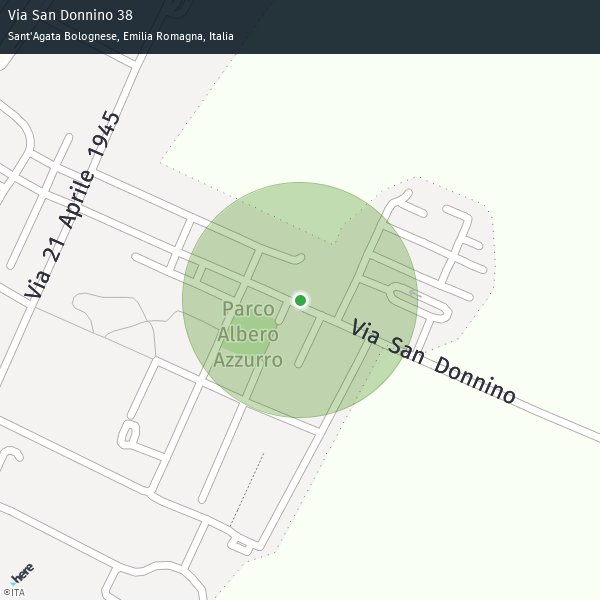 Via San Donnino 38
Sant'Agata Bolognese, Emilia Romagna, Italia
Via 21 Aprile 1945
Parco
Albero
Azzurro
Via San Donnino
here
©ITA